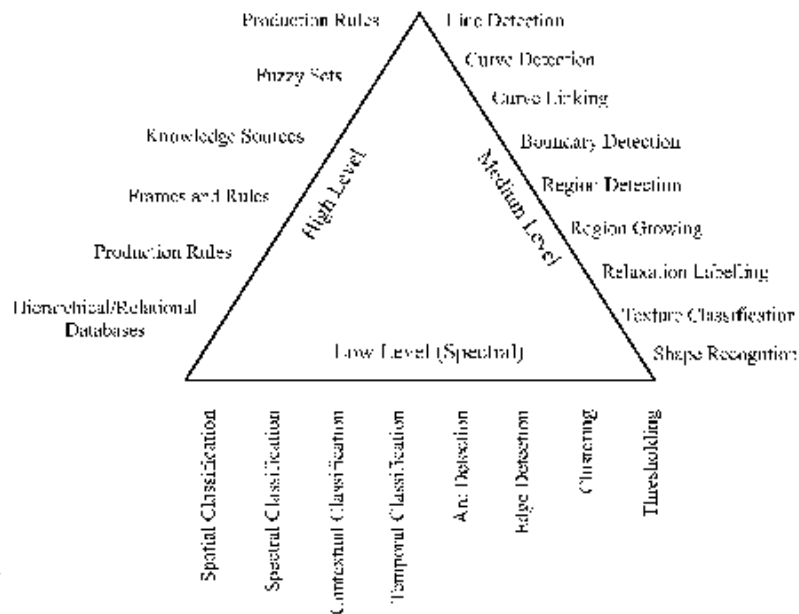 Production Rules
Fuzzy Sets
Knowledge Sources
Frames and Rules
Production Rules
Hierarchical/Relational
Databases
High Level
Line Detection
Curve Detection
Curve Linking
Boundary Detection
Region Detection
Region Growing
Relaxation Labelling
Texture Classification
Shape Recognition
Medium Level
Low Level (Spectral)
Spatial Classification
Spectral Classification
Contextual Classification
Temporal Classification
Arc Detection
Edge Detection
Clustering
Thresholding